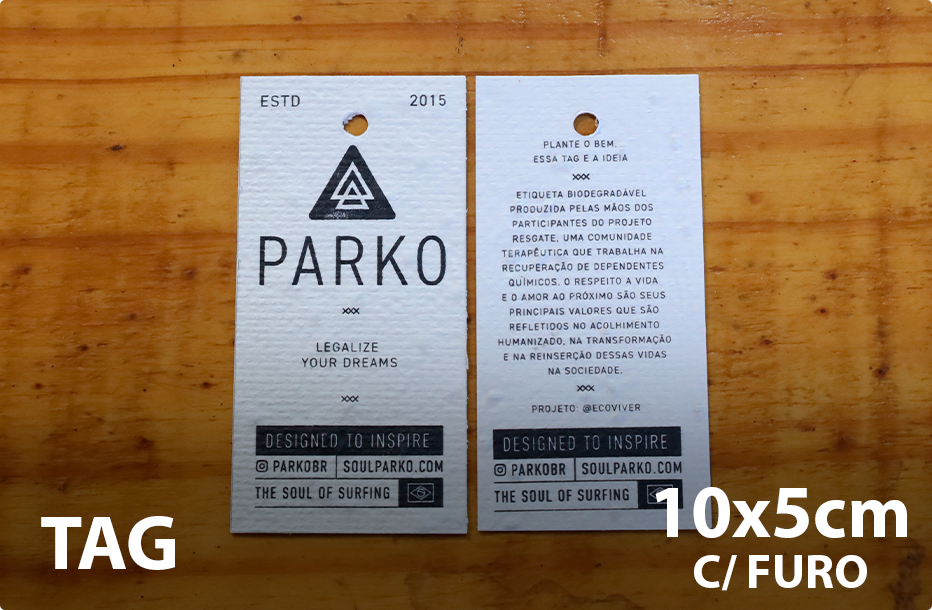 ESTD 2015
PARKO
LEGALIZE
YOUR DREAMS
DESIGNED TO INSPIRE
PARKOBR | SOULPARKO.COM
THE SOUL OF SURFING
PLANTE O BEM.
ESSA TAG E A IDEIA
ETIQUETA BIODEGRADÁVEL
PRODUZIDA PELAS MÃOS DOS
PARTICIPANTES DO PROJETO
RESGATE, UMA COMUNIDADE
TERAPÊUTICA QUE TRABALHA NA
RECUPERAÇÃO DE DEPENDENTES
QUÍMICOS. O RESPEITO A VIDA
E O AMOR AO PRÓXIMO SÃO SEUS
PRINCIPAIS VALORES QUE SÃO
REFLETIDOS NO ACOLHIMENTO
HUMANIZADO, NA TRANSFORMAÇÃO
E NA REINSERÇÃO DESSAS VIDAS
NA SOCIEDADE.
PROJETO: @ECOVIVER
DESIGNED TO INSPIRE
PARKOBR | SOULPARKO.COM
THE SOUL OF SURFING
TAG
10x5cm
C/ FURO